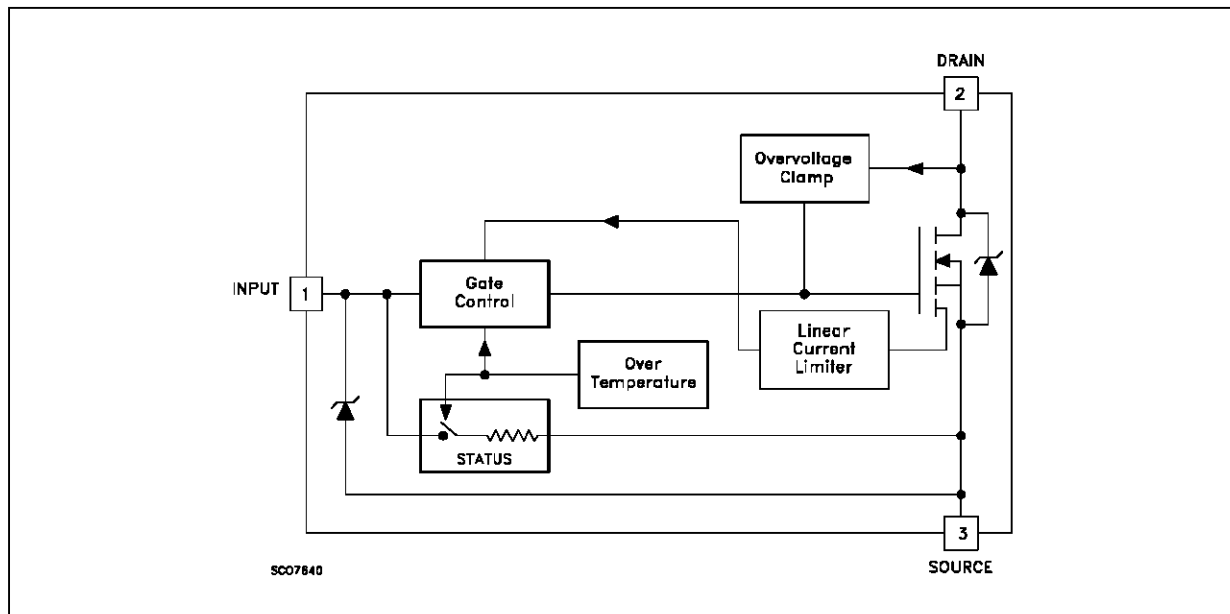 DRAIN
2
Overvoltage
Clamp
INPUT
1
Gate
Control
Linear
Current
Limiter
Over
Temperature
STATUS
3
SOURCE
SC07640